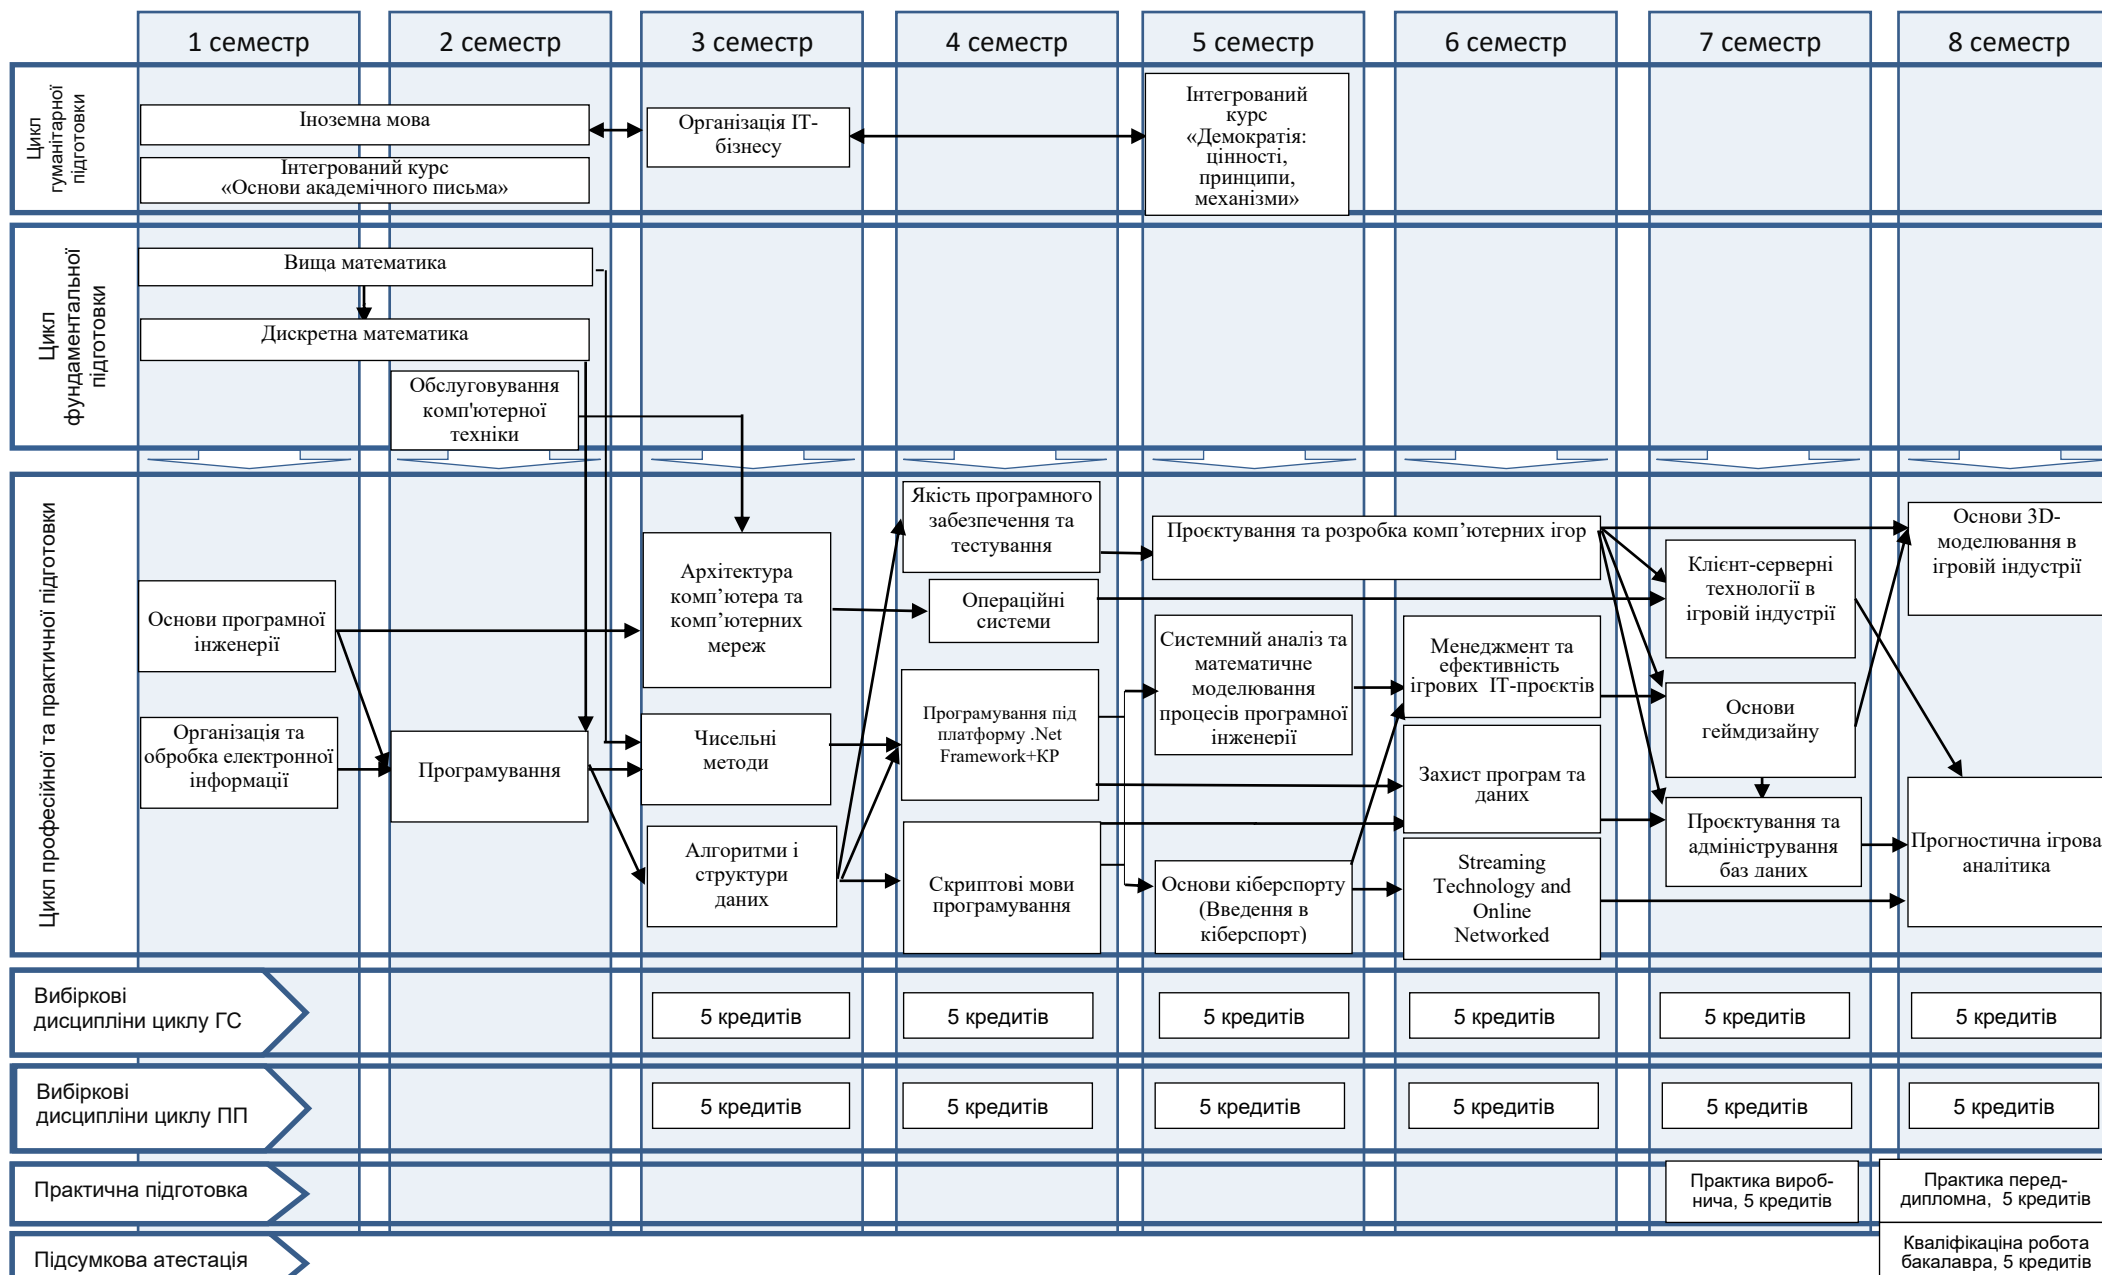 1 семестр
2 семестр
3 семестр
4 семестр
5 семестр
6 семестр
7 семестр
8 семестр
Цикл
гуманітарної
підготовки
Іноземна мова
Інтегрований курс
«Основи академічного письма»
Організація ІТ-
бізнесу
Інтегрований
курс
«Демократія:
цінності,
принципи,
механізми»
Цикл
фундаментальної
підготовки
Вища математика
Дискретна математика
Обслуговування
комп'ютерної
техніки
Цикл професійної та практичної підготовки
Основи програмної
інженерії
Організація та
обробка електронної
інформації
Програмування
Архітектура
комп’ютера та
комп’ютерних
мереж
Чисельні
методи
Алгоритми і
структури
даних
Якість програмного
забезпечення та
тестування
Операційні
системи
Програмування під
платформу .Net
Framework+КР
Скриптові мови
програмування
Проєктування та розробка комп’ютерних ігор
Системний аналіз та
математичне
моделювання
процесів програмної
інженерії
Основи кіберспорту
(Введення в
кіберспорт)
Менеджмент та
ефективність
ігрових ІТ-проєктів
Захист програм та
даних
Streaming
Technology and
Online
Networked
Клієнт-серверні
технології в
ігровій індустрії
Основи
геймдизайну
Проєктування та
адміністрування
баз даних
Основи 3D-
моделювання в
ігровій індустрії
Прогностична ігрова
аналітика
Вибіркові
дисципліни циклу ГС
5 кредитів
5 кредитів
5 кредитів
5 кредитів
5 кредитів
5 кредитів
Вибіркові
дисципліни циклу ПП
5 кредитів
5 кредитів
5 кредитів
5 кредитів
5 кредитів
5 кредитів
Практична підготовка
Практика вироб-
нича, 5 кредитів
Практика перед-
дипломна, 5 кредитів
Підсумкова атестація
Кваліфікаціна робота
бакалавра, 5 кредитів